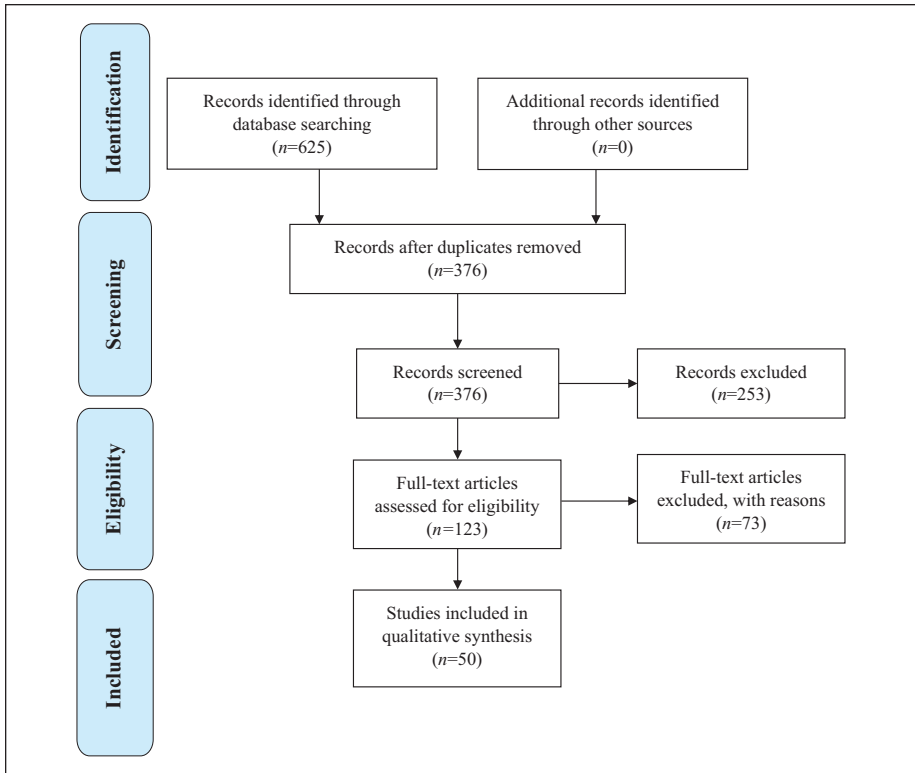 Identification
Records identified through
database searching
(n=625)
Additional records identified
through other sources
(n=0)
Screening
Records after duplicates removed
(n=376)
Records screened
(n=376)
Records excluded
(n=253)
Eligibility
Full-text articles
assessed for eligibility
(n=123)
Full-text articles
excluded, with reasons
(n=73)
Included
Studies included in
qualitative synthesis
(n=50)